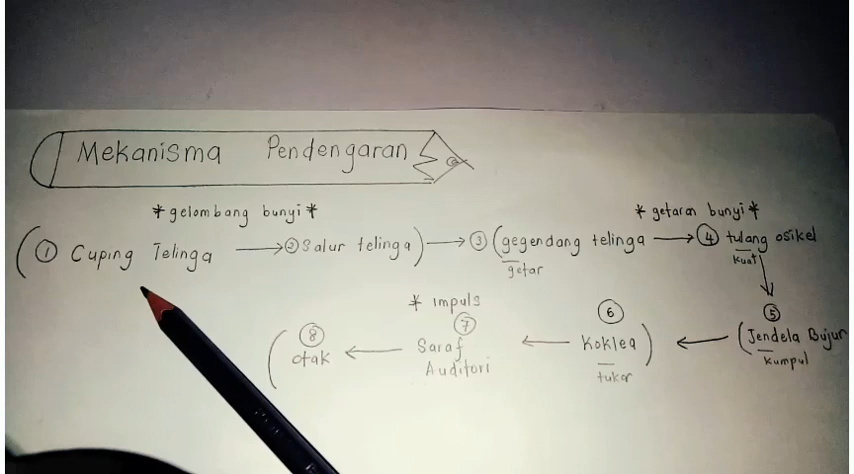 Mekanisma Pendengaran
* gelombang bunyi * * getaran bunyi *
( ① Cuping Telinga → ② Salur telinga) → ③ (gegendang telinga → ④ tulang osikel
getar kuat
* impuls
⑧ ⑦ ⑥ ⑤
( otak ← Saraf Auditori ← Koklea ) ← (Jendela Bujur
tukar kumpul